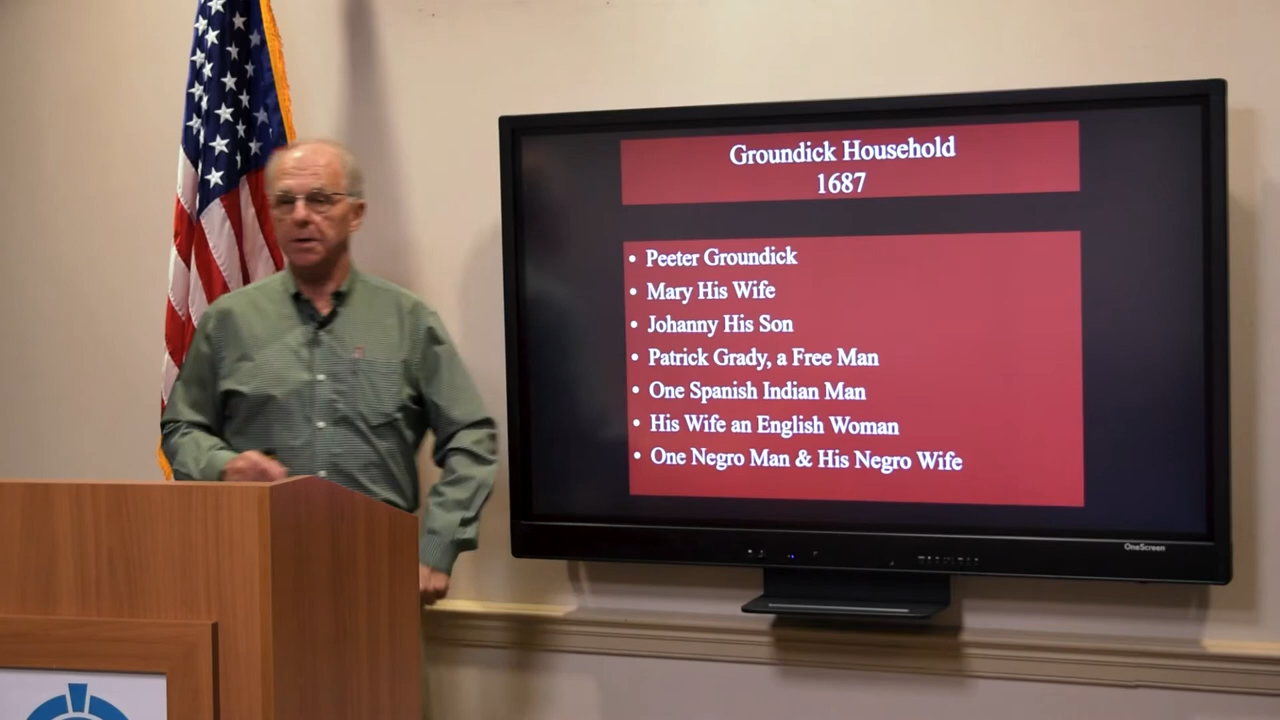 Groundick Household
1687
• Peeter Groundick
• Mary His Wife
• Johanny His Son
• Patrick Grady, a Free Man
• One Spanish Indian Man
• His Wife an English Woman
• One Negro Man & His Negro Wife
OneScreen